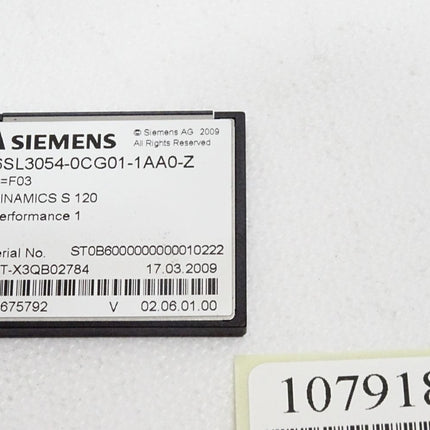 SIEMENS
© Siemens AG 2009
All Rights Reserved
6SL3054-0CG01-1AA0-Z
=F03
INAMICS S 120
erformance 1
erial No. ST0B6000000000010222
T-X3QB02784 17.03.2009
675792 V 02.06.01.00
107918